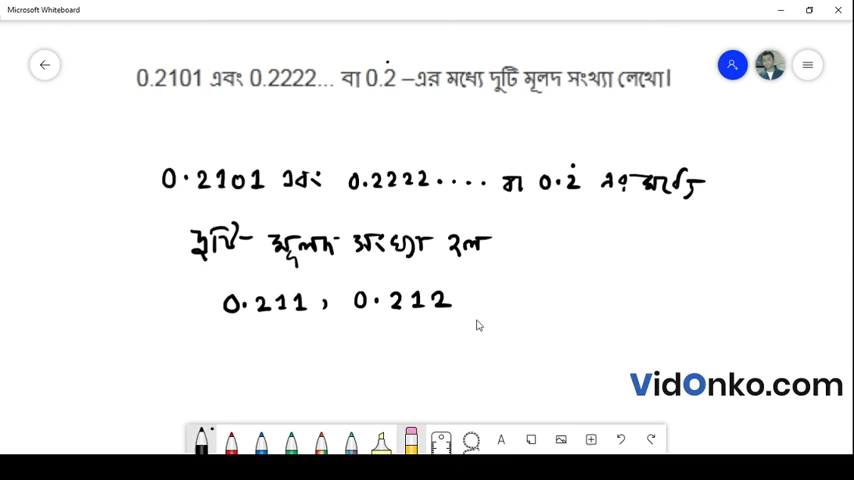 Microsoft Whiteboard
0.2101 এবং 0.2222... বা 0.2̇ –এর মধ্যে দুটি মূলদ সংখ্যা লেখো।
0.2101 এবং 0.2222.... বা 0.2̇ এর মধ্যে
দুটি মূলদ সংখ্যা হল
0.211, 0.212
VidOnko.com
A